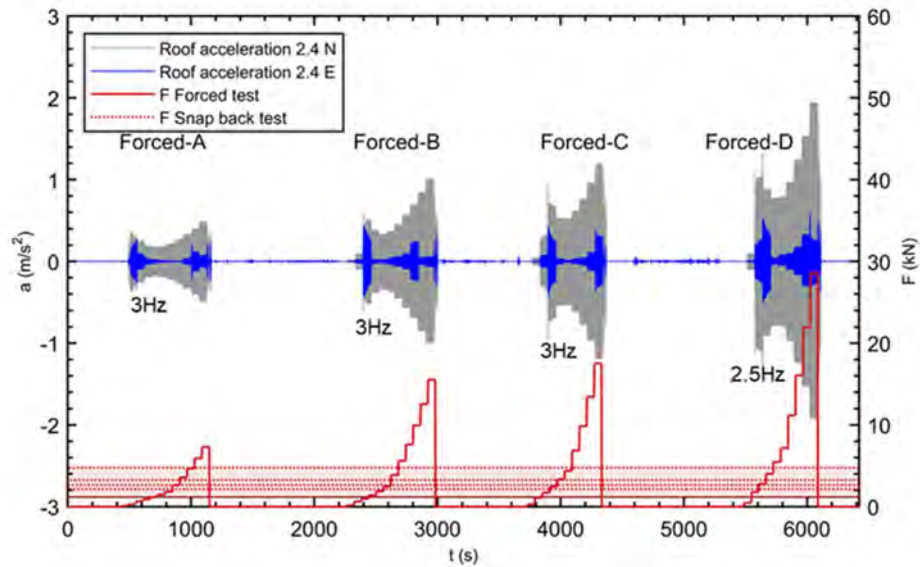 Roof acceleration 2.4 N
Roof acceleration 2.4 E
F Forced test
F Snap back test
Forced-A
Forced-B
Forced-C
Forced-D
3Hz
3Hz
3Hz
2.5Hz
3
2
1
0
-1
-2
-3
a (m/s²)
60
50
40
30
20
10
0
F (kN)
0 1000 2000 3000 4000 5000 6000
t (s)